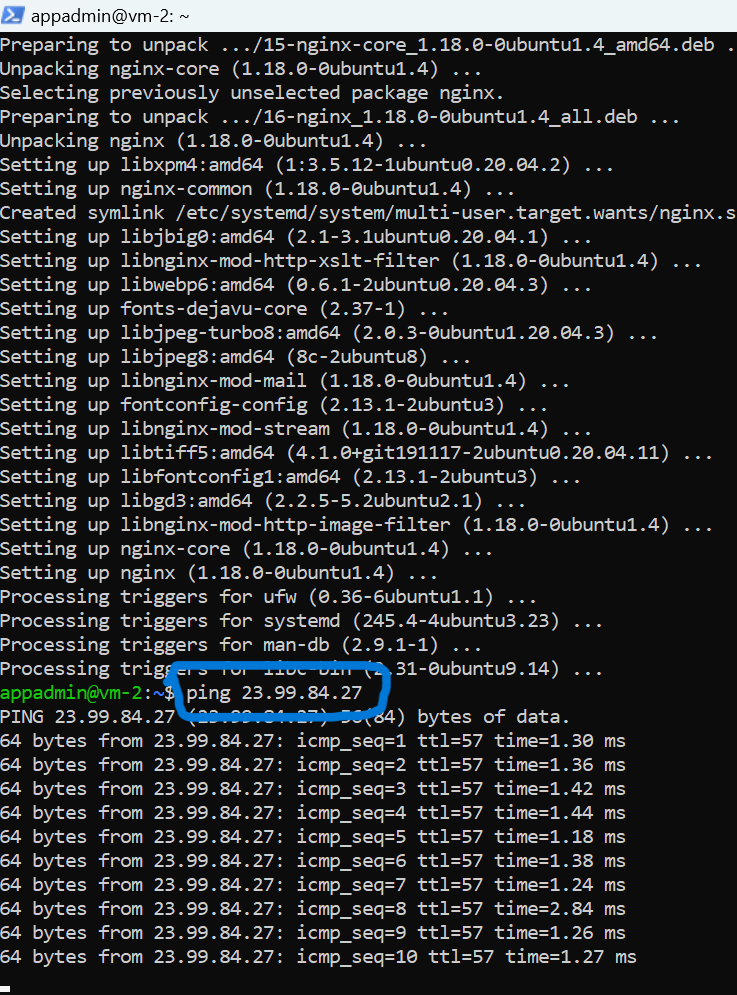 appadmin@vm-2: ~
Preparing to unpack .../15-nginx-core_1.18.0-0ubuntu1.4_amd64.deb .
Unpacking nginx-core (1.18.0-0ubuntu1.4) ...
Selecting previously unselected package nginx.
Preparing to unpack .../16-nginx_1.18.0-0ubuntu1.4_all.deb ...
Unpacking nginx (1.18.0-0ubuntu1.4) ...
Setting up libxpm4:amd64 (1:3.5.12-1ubuntu0.20.04.2) ...
Setting up nginx-common (1.18.0-0ubuntu1.4) ...
Created symlink /etc/systemd/system/multi-user.target.wants/nginx.s
Setting up libjbig0:amd64 (2.1-3.1ubuntu0.20.04.1) ...
Setting up libnginx-mod-http-xslt-filter (1.18.0-0ubuntu1.4) ...
Setting up libwebp6:amd64 (0.6.1-2ubuntu0.20.04.3) ...
Setting up fonts-dejavu-core (2.37-1) ...
Setting up libjpeg-turbo8:amd64 (2.0.3-0ubuntu1.20.04.3) ...
Setting up libjpeg8:amd64 (8c-2ubuntu8) ...
Setting up libnginx-mod-mail (1.18.0-0ubuntu1.4) ...
Setting up fontconfig-config (2.13.1-2ubuntu3) ...
Setting up libnginx-mod-stream (1.18.0-0ubuntu1.4) ...
Setting up libtiff5:amd64 (4.1.0+git191117-2ubuntu0.20.04.11) ...
Setting up libfontconfig1:amd64 (2.13.1-2ubuntu3) ...
Setting up libgd3:amd64 (2.2.5-5.2ubuntu2.1) ...
Setting up libnginx-mod-http-image-filter (1.18.0-0ubuntu1.4) ...
Setting up nginx-core (1.18.0-0ubuntu1.4) ...
Setting up nginx (1.18.0-0ubuntu1.4) ...
Processing triggers for ufw (0.36-6ubuntu1.1) ...
Processing triggers for systemd (245.4-4ubuntu3.23) ...
Processing triggers for man-db (2.9.1-1) ...
Processing triggers for libc-bin (2.31-0ubuntu9.14) ...
appadmin@vm-2:~$ ping 23.99.84.27
PING 23.99.84.27 (23.99.84.27) 56(84) bytes of data.
64 bytes from 23.99.84.27: icmp_seq=1 ttl=57 time=1.30 ms
64 bytes from 23.99.84.27: icmp_seq=2 ttl=57 time=1.36 ms
64 bytes from 23.99.84.27: icmp_seq=3 ttl=57 time=1.42 ms
64 bytes from 23.99.84.27: icmp_seq=4 ttl=57 time=1.44 ms
64 bytes from 23.99.84.27: icmp_seq=5 ttl=57 time=1.18 ms
64 bytes from 23.99.84.27: icmp_seq=6 ttl=57 time=1.38 ms
64 bytes from 23.99.84.27: icmp_seq=7 ttl=57 time=1.24 ms
64 bytes from 23.99.84.27: icmp_seq=8 ttl=57 time=2.84 ms
64 bytes from 23.99.84.27: icmp_seq=9 ttl=57 time=1.26 ms
64 bytes from 23.99.84.27: icmp_seq=10 ttl=57 time=1.27 ms